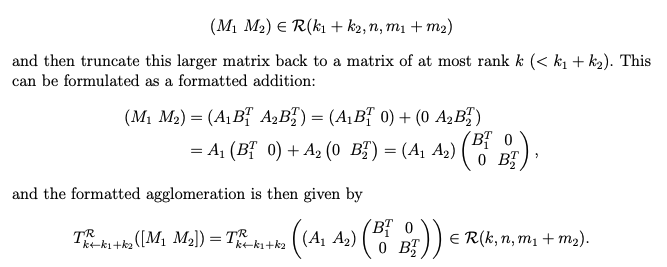 (M₁ M₂) ∈ ℛ(k₁ + k₂, n, m₁ + m₂)
and then truncate this larger matrix back to a matrix of at most rank k (< k₁ + k₂). This
can be formulated as a formatted addition:
(M₁ M₂) = (A₁B₁ᵀ A₂B₂ᵀ) = (A₁B₁ᵀ 0) + (0 A₂B₂ᵀ)
= A₁ (B₁ᵀ 0) + A₂ (0 B₂ᵀ) = (A₁ A₂) (B₁ᵀ 0
0 B₂ᵀ) ,
and the formatted agglomeration is then given by
T^ℛ_{k←k₁+k₂}([M₁ M₂]) = T^ℛ_{k←k₁+k₂} ((A₁ A₂) (B₁ᵀ 0
0 B₂ᵀ)) ∈ ℛ(k, n, m₁ + m₂).